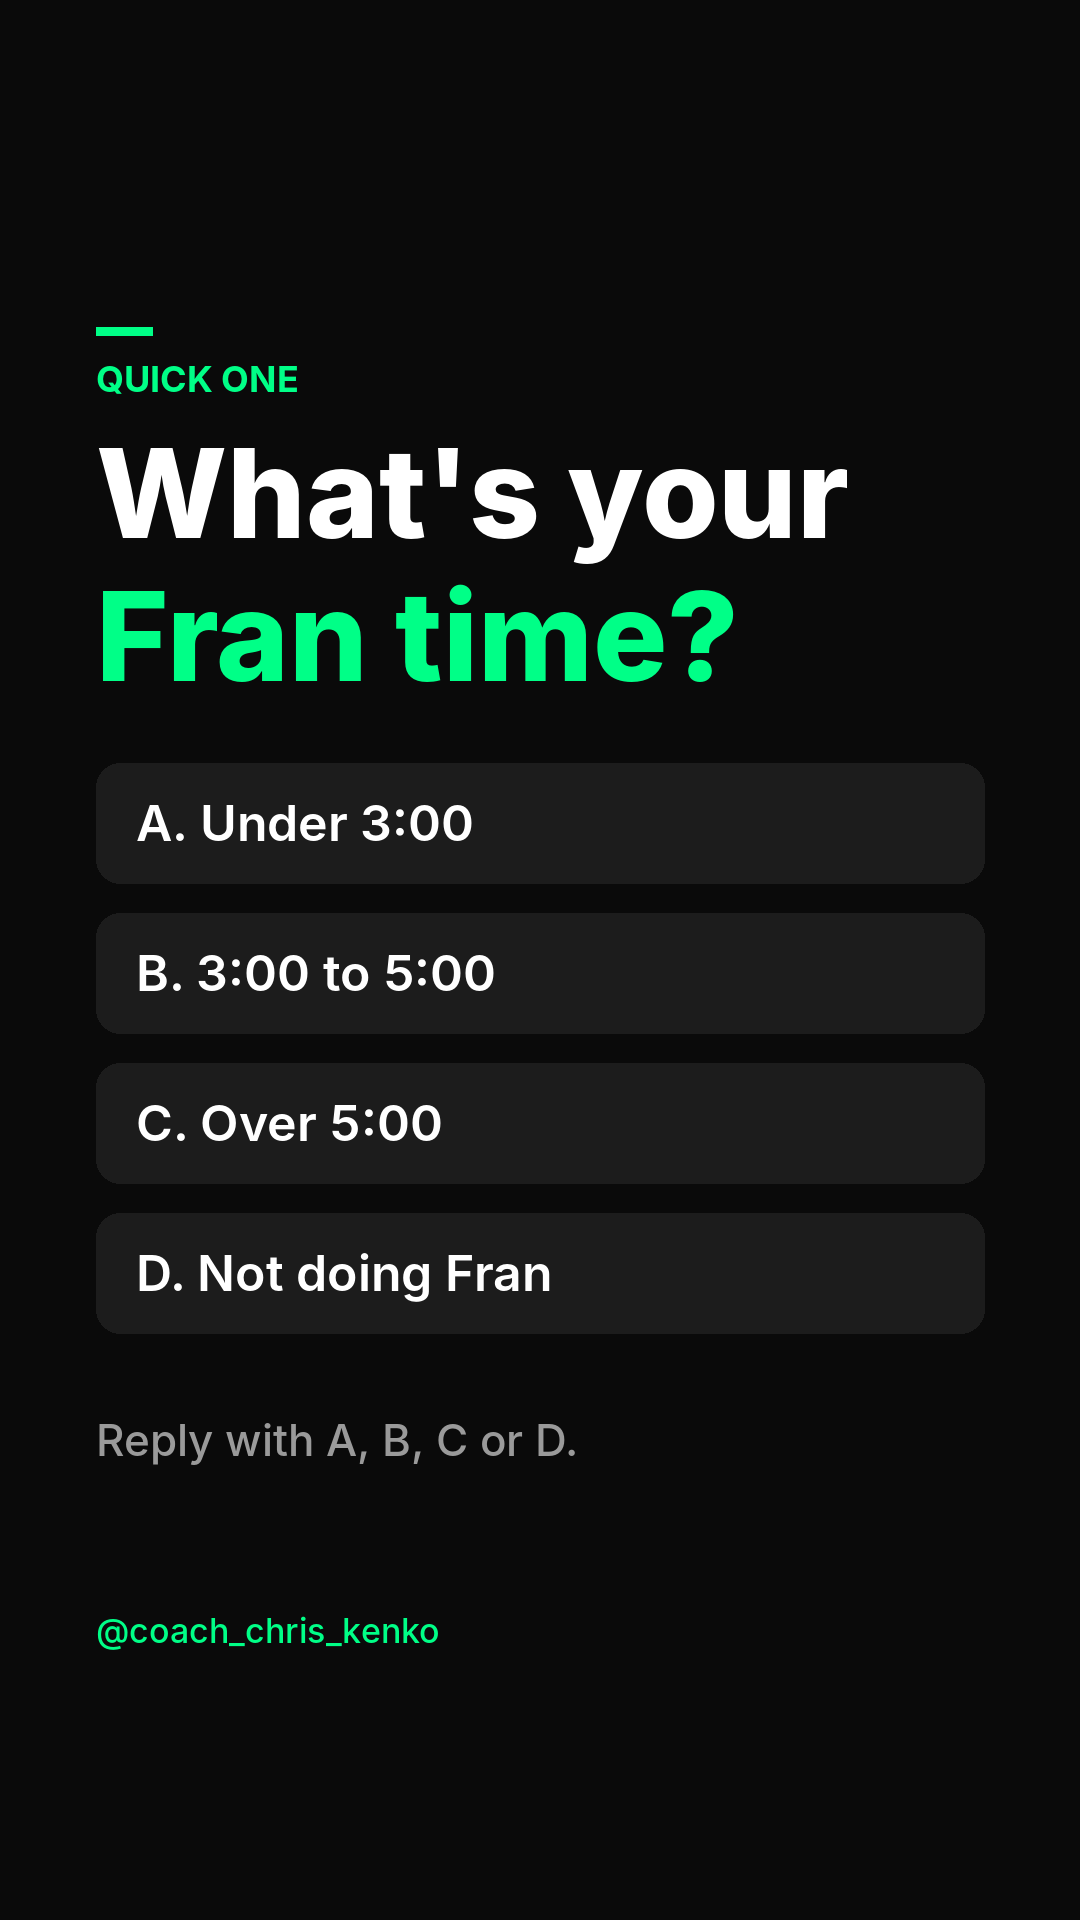 QUICK ONE
What's your
Fran time?
A. Under 3:00
B. 3:00 to 5:00
C. Over 5:00
D. Not doing Fran
Reply with A, B, C or D.
@coach_chris_kenko